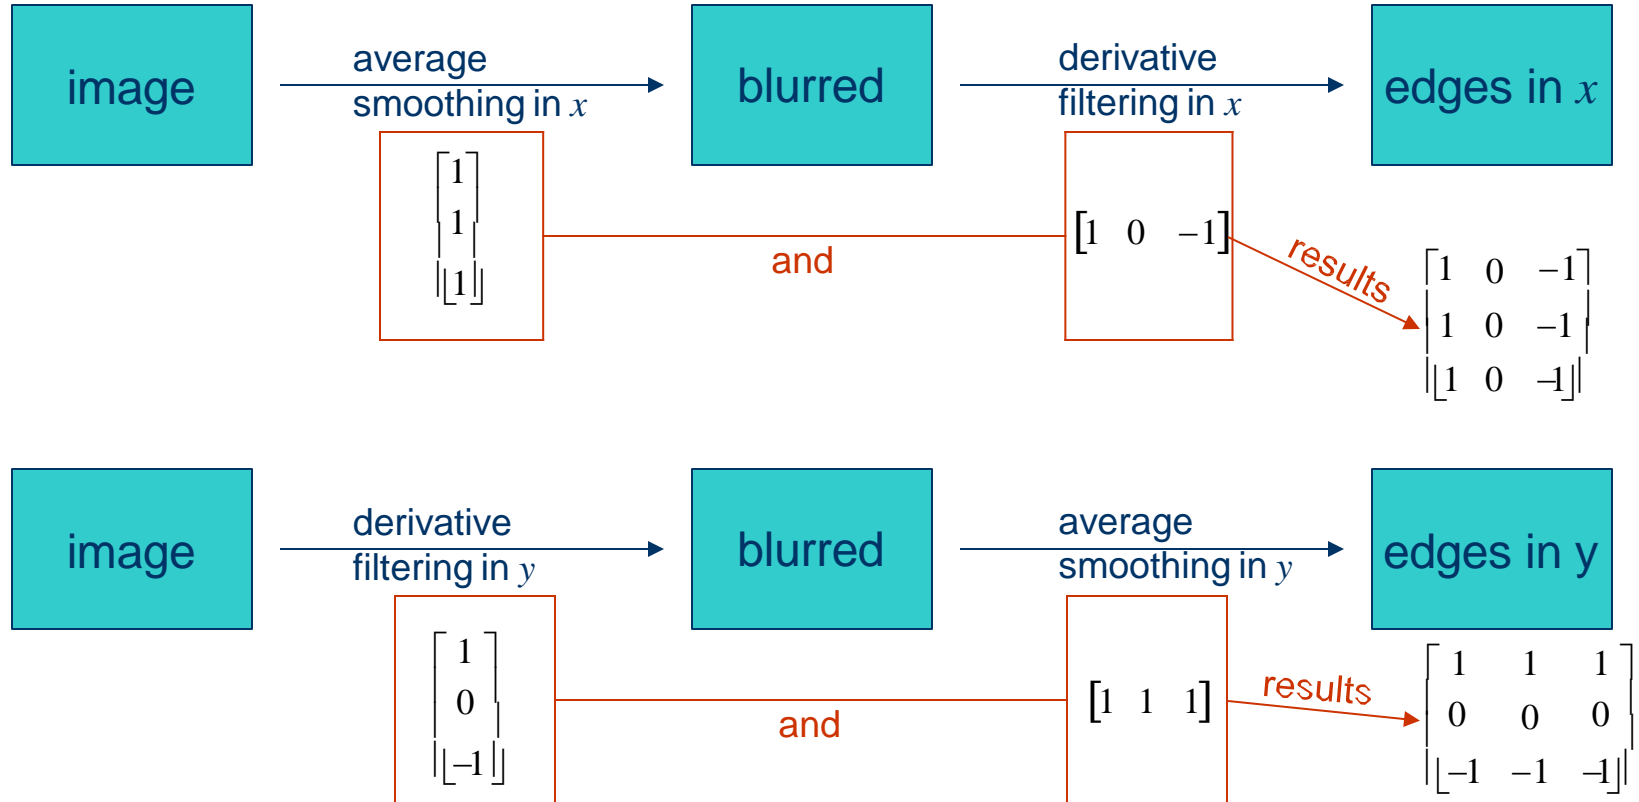 image
average
smoothing in x
blurred
derivative
filtering in x
edges in x
[1
1
1]
and
[1 0 −1]
results
[1 0 −1
1 0 −1
1 0 −1]
image
derivative
filtering in y
blurred
average
smoothing in y
edges in y
[1
0
−1]
and
[1 1 1]
results
[1 1 1
0 0 0
−1 −1 −1]